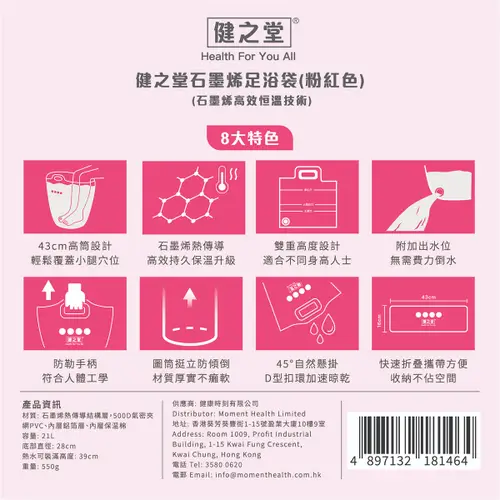 健之堂®
Health For You All
健之堂石墨烯足浴袋(粉紅色)
(石墨烯高效恒溫技術)
8大特色
43cm高筒設計
輕鬆覆蓋小腿穴位
石墨烯熱傳導
高效持久保溫升級
雙重高度設計
適合不同身高人士
附加出水位
無需費力倒水
健之堂
43cm
18cm
健之堂
防勒手柄
符合人體工學
圖筒挺立防傾倒
材質厚實不癱軟
45°自然懸掛
D型扣環加速晾乾
快速折疊攜帶方便
收納不佔空間
產品資訊
材質: 石墨烯熱傳導結構層、500D氣密夾
網PVC、內層鋁箔層、內層保溫棉
容量: 21L
底部直徑: 28cm
熱水可裝滿高度: 39cm
重量: 550g
供應商: 健康時刻有限公司
Distributor: Moment Health Limited
地址: 香港葵芳葵豐街1-15號盈業大廈10樓9室
Address: Room 1009, Profit Industrial
Building, 1-15 Kwai Fung Crescent,
Kwai Chung, Hong Kong
電話 Tel: 3580 0620
電郵 Email: info@momenthealth.com.hk
4 897132 181464